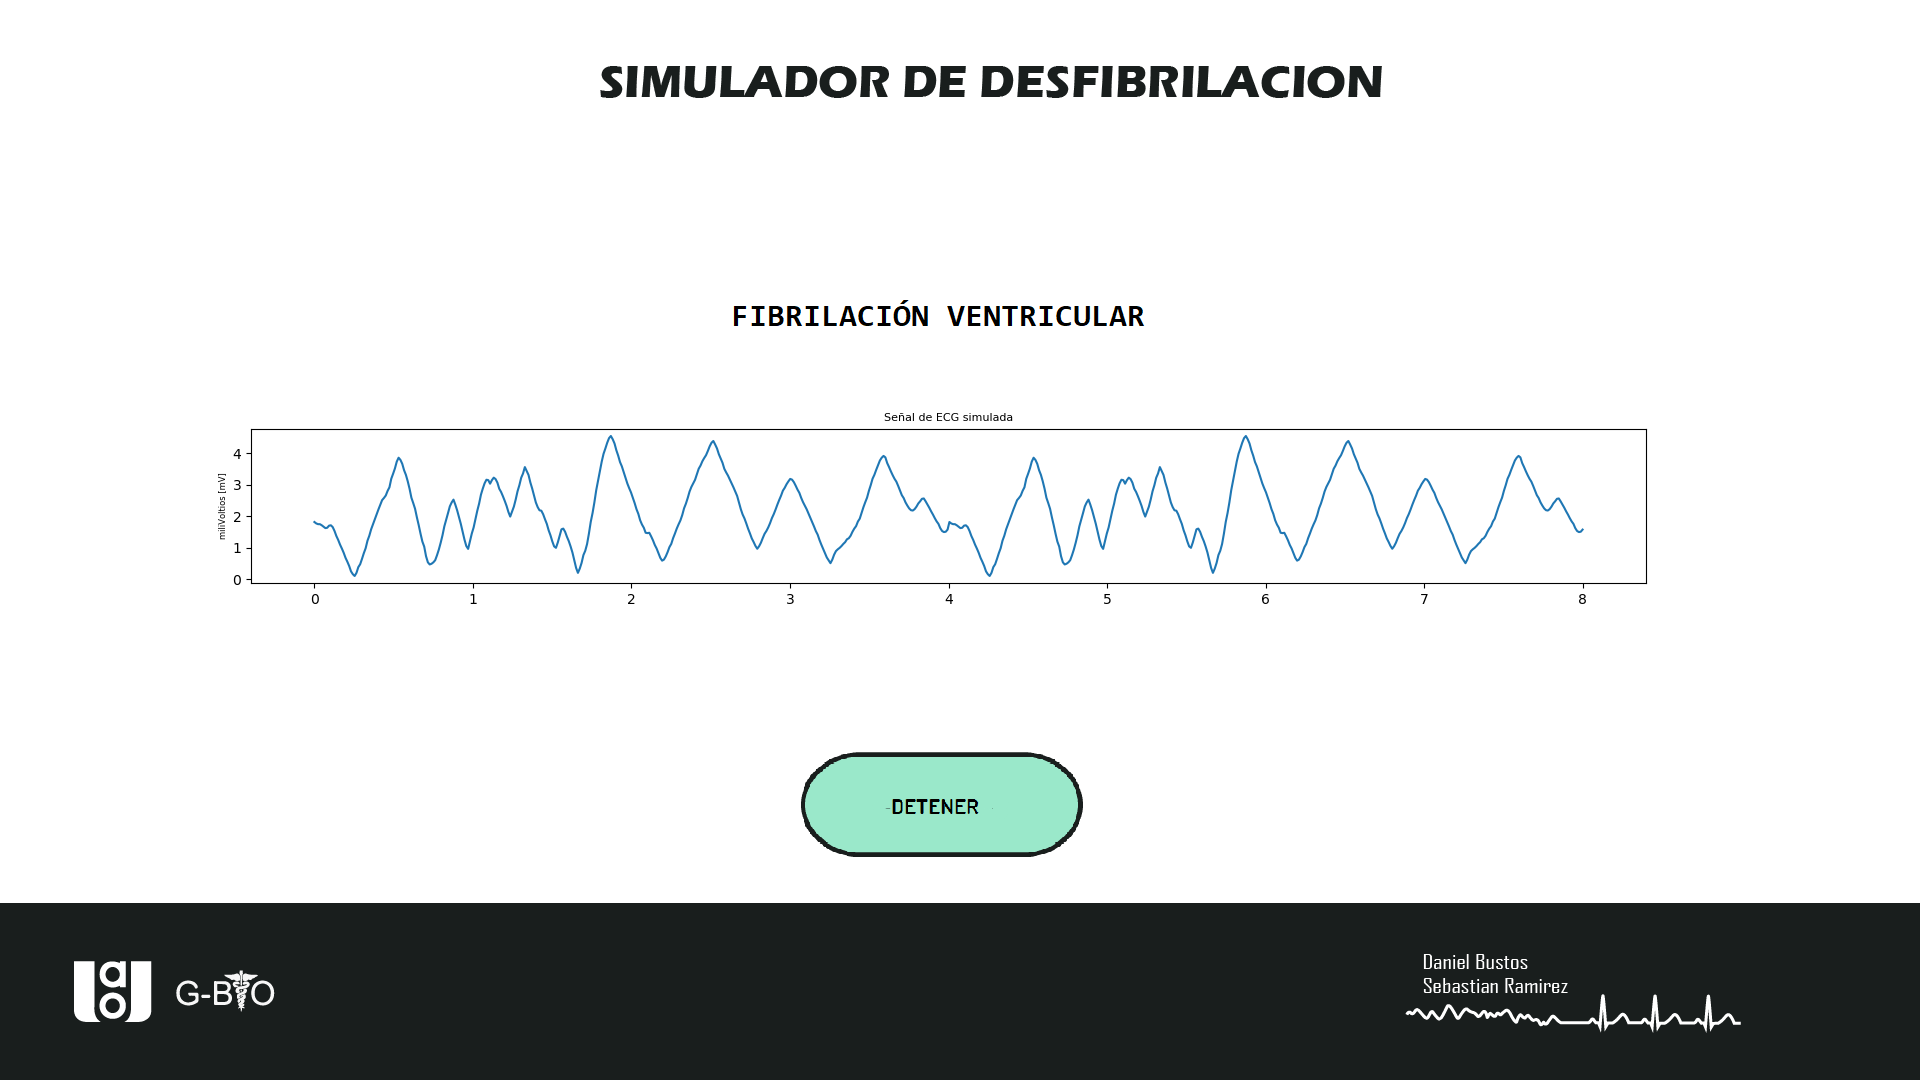 SIMULADOR DE DESFIBRILACION
FIBRILACIÓN VENTRICULAR
Señal de ECG simulada
miliVoltios [mV]
4
3
2
1
0
0 1 2 3 4 5 6 7 8
DETENER
Daniel Bustos
Sebastian Ramirez
uao
G-BIO